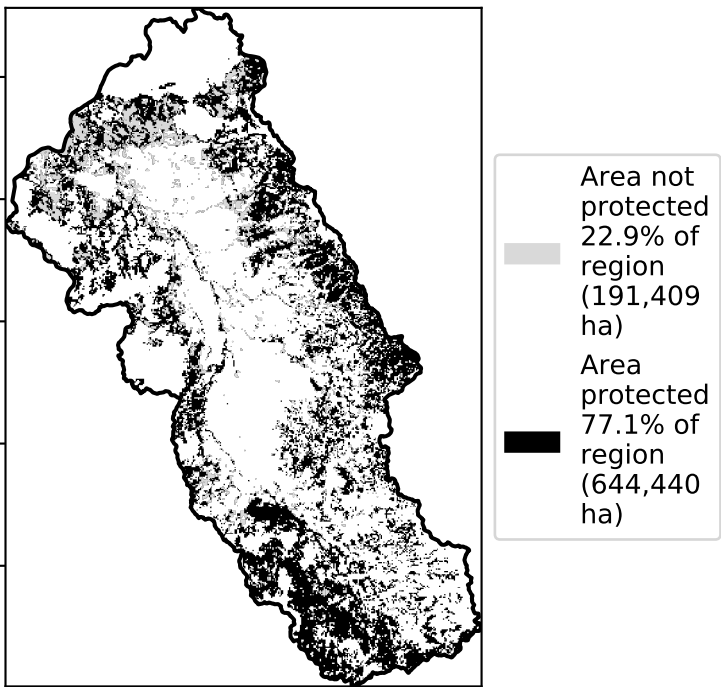 Area not
protected
22.9% of
region
(191,409
ha)
Area
protected
77.1% of
region
(644,440
ha)